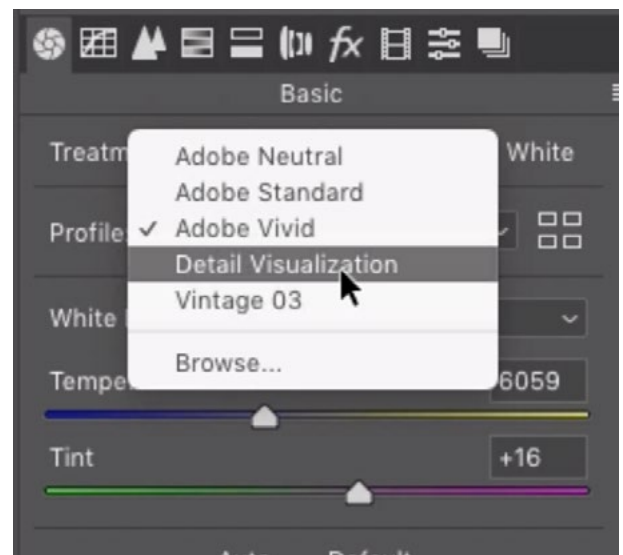 fx
Basic
Treatm
White
Adobe Neutral
Adobe Standard
Profile
✓ Adobe Vivid
Detail Visualization
Vintage 03
White
Browse...
Tempe
6059
Tint
+16